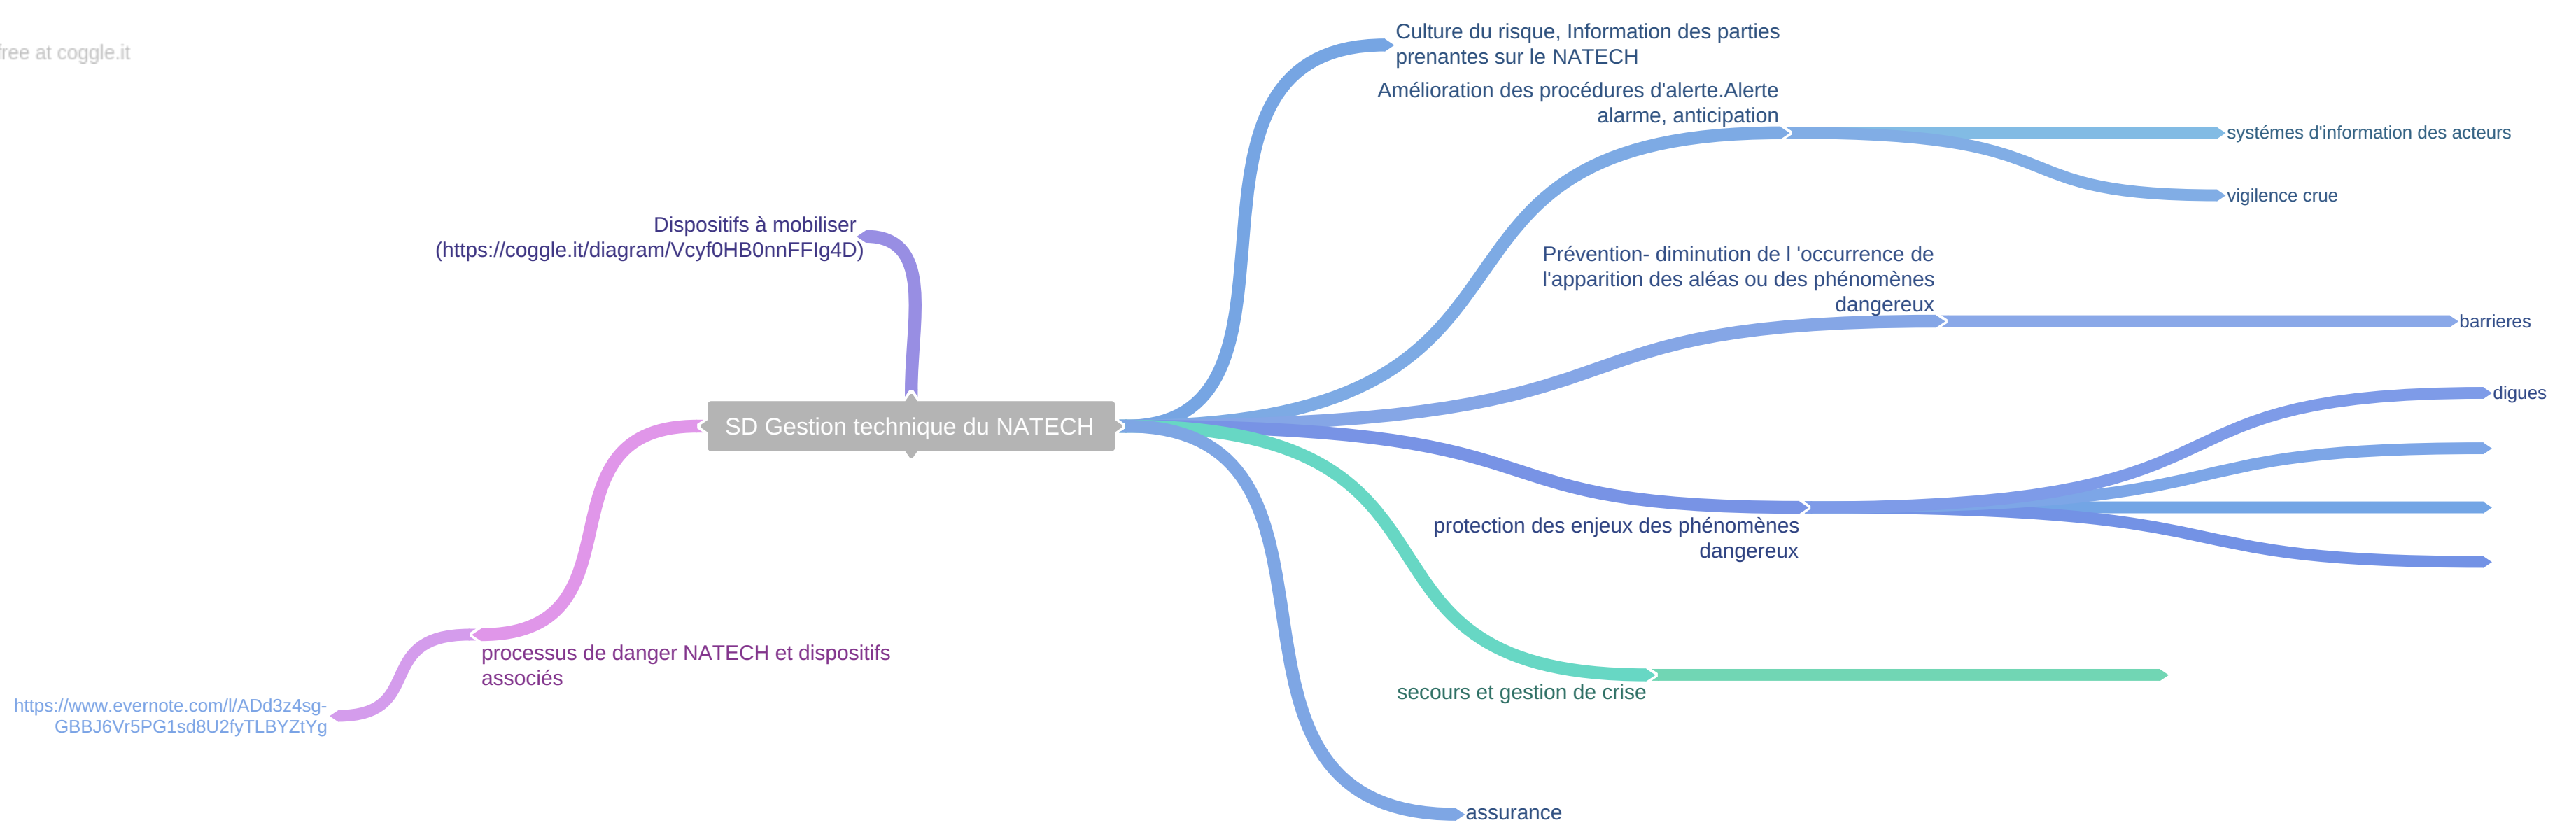 free at coggle.it
Culture du risque, Information des parties
prenantes sur le NATECH
Amélioration des procédures d'alerte.Alerte
alarme, anticipation
systémes d'information des acteurs
vigilence crue
Dispositifs à mobiliser
(https://coggle.it/diagram/Vcyf0HB0nnFFIg4D)
Prévention- diminution de l 'occurrence de
l'apparition des aléas ou des phénomènes
dangereux
barrieres
digues
SD Gestion technique du NATECH
protection des enjeux des phénomènes
dangereux
processus de danger NATECH et dispositifs
associés
secours et gestion de crise
https://www.evernote.com/l/ADd3z4sg-
GBBJ6Vr5PG1sd8U2fyTLBYZtYg
assurance